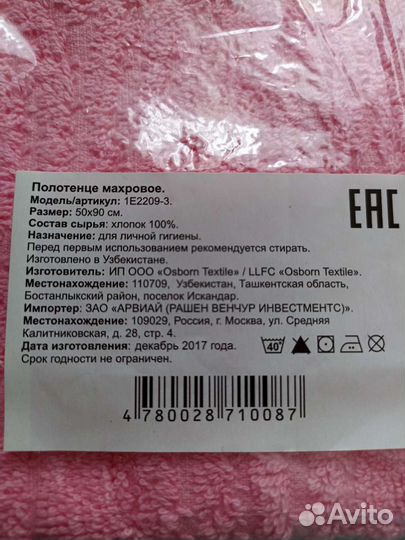 Полотенце махровое.
Модель/артикул: 1Е2209-3.
Размер: 50х90 см.
Состав сырья: хлопок 100%.
Назначение: для личной гигиены.
Перед первым использованием рекомендуется стирать.
Изготовлено в Узбекистане.
Изготовитель: ИП ООО «Osborn Textile» / LLFC «Osborn Textile».
Местонахождение: 110709, Узбекистан, Ташкентская область,
Бостанлыкский район, поселок Искандар.
Импортер: ЗАО «АРВИАЙ (РАШЕН ВЕНЧУР ИНВЕСТМЕНТС)».
Местонахождение: 109029, Россия, г. Москва, ул. Средняя
Калитниковская, д. 28, стр. 4.
Дата изготовления: декабрь 2017 года.
Срок годности не ограничен.
EAC
40°
4 780028 710087
Avito